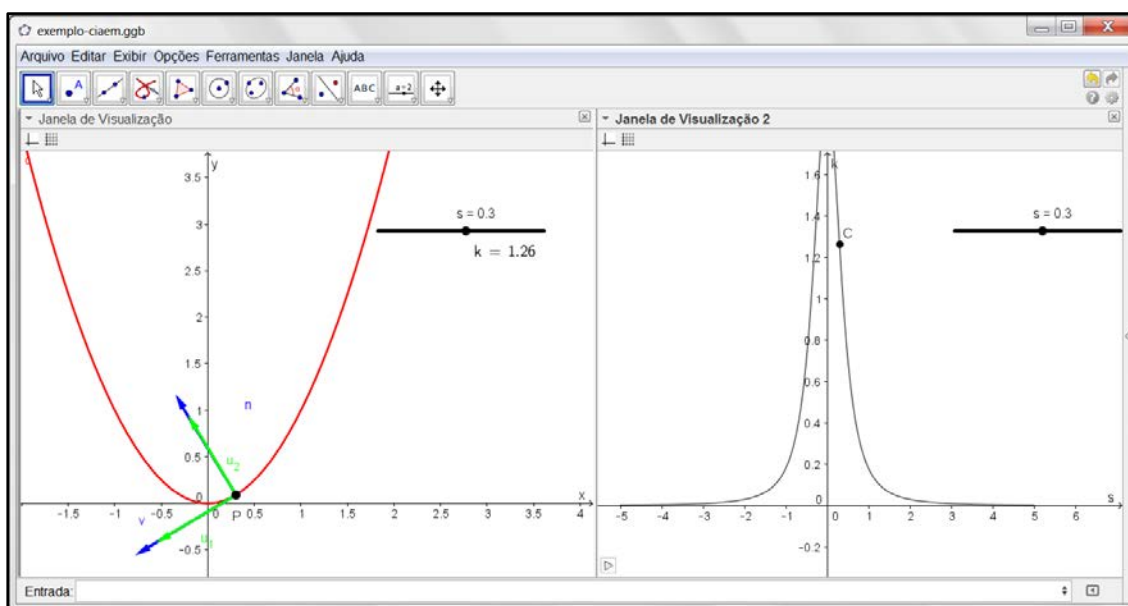 exemplo-ciaem.ggb
Arquivo Editar Exibir Opções Ferramentas Janela Ajuda
A ABC a=2
Janela de Visualização
Janela de Visualização 2
y
3.5
3
2.5
2
1.5
1
0.5
0
-0.5
-1.5 -1 -0.5 0 0.5 1 1.5 2 2.5 3 3.5 4
x
s = 0.3
k = 1.26
n
u2
P
v
u1
k
1.6
1.4
1.2
1
0.8
0.6
0.4
0.2
0
-0.2
-5 -4 -3 -2 -1 0 1 2 3 4 5 6
s
s = 0.3
C
Entrada: